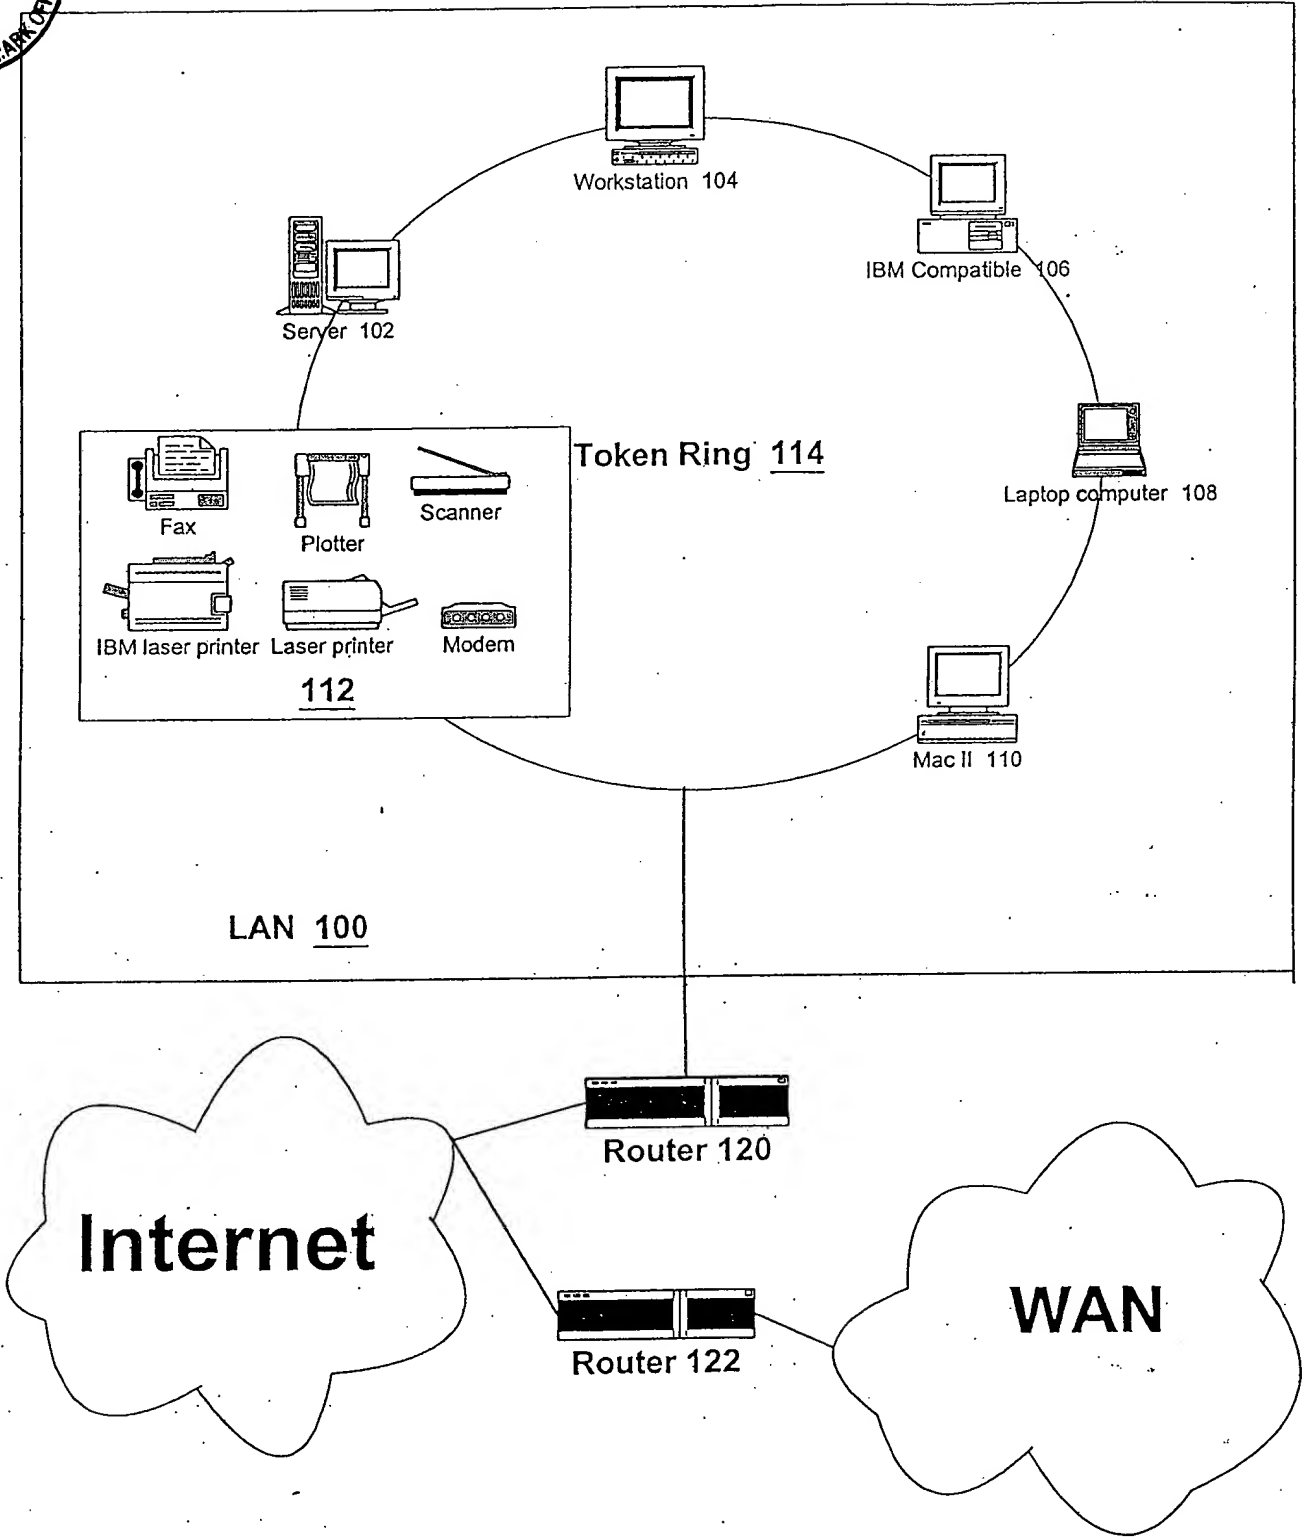 Workstation 104
IBM Compatible 106
Server 102
Token Ring 114
Laptop computer 108
Fax
Plotter
Scanner
IBM laser printer
Laser printer
Modem
112
Mac II 110
LAN 100
Router 120
Internet
WAN
Router 122